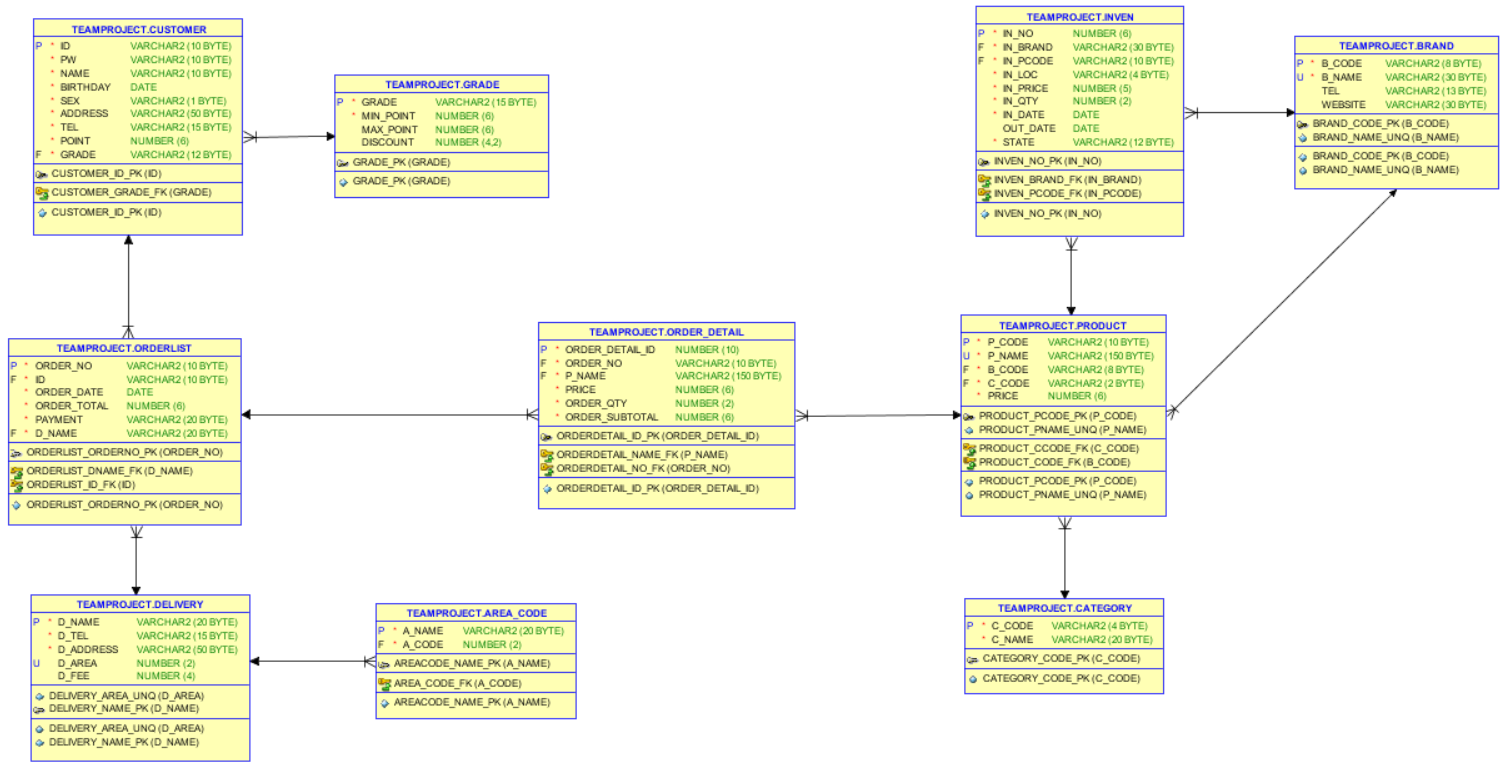 TEAMPROJECT.CUSTOMER
P * ID VARCHAR2 (10 BYTE)
* PW VARCHAR2 (10 BYTE)
* NAME VARCHAR2 (10 BYTE)
* BIRTHDAY DATE
* SEX VARCHAR2 (1 BYTE)
* ADDRESS VARCHAR2 (50 BYTE)
* TEL VARCHAR2 (15 BYTE)
* POINT NUMBER (6)
F * GRADE VARCHAR2 (12 BYTE)
CUSTOMER_ID_PK (ID)
CUSTOMER_GRADE_FK (GRADE)
CUSTOMER_ID_PK (ID)
TEAMPROJECT.GRADE
P * GRADE VARCHAR2 (15 BYTE)
* MIN_POINT NUMBER (6)
MAX_POINT NUMBER (6)
DISCOUNT NUMBER (4,2)
GRADE_PK (GRADE)
GRADE_PK (GRADE)
TEAMPROJECT.INVEN
P * IN_NO NUMBER (6)
F * IN_BRAND VARCHAR2 (30 BYTE)
F * IN_PCODE VARCHAR2 (10 BYTE)
* IN_LOC VARCHAR2 (4 BYTE)
* IN_PRICE NUMBER (5)
* IN_QTY NUMBER (2)
* IN_DATE DATE
OUT_DATE DATE
* STATE VARCHAR2 (12 BYTE)
INVEN_NO_PK (IN_NO)
INVEN_BRAND_FK (IN_BRAND)
INVEN_PCODE_FK (IN_PCODE)
INVEN_NO_PK (IN_NO)
TEAMPROJECT.BRAND
P * B_CODE VARCHAR2 (8 BYTE)
U * B_NAME VARCHAR2 (30 BYTE)
TEL VARCHAR2 (13 BYTE)
WEBSITE VARCHAR2 (30 BYTE)
BRAND_CODE_PK (B_CODE)
BRAND_NAME_UNQ (B_NAME)
BRAND_CODE_PK (B_CODE)
BRAND_NAME_UNQ (B_NAME)
TEAMPROJECT.ORDERLIST
P * ORDER_NO VARCHAR2 (10 BYTE)
F * ID VARCHAR2 (10 BYTE)
* ORDER_DATE DATE
* ORDER_TOTAL NUMBER (6)
* PAYMENT VARCHAR2 (20 BYTE)
F * D_NAME VARCHAR2 (20 BYTE)
ORDERLIST_ORDERNO_PK (ORDER_NO)
ORDERLIST_DNAME_FK (D_NAME)
ORDERLIST_ID_FK (ID)
ORDERLIST_ORDERNO_PK (ORDER_NO)
TEAMPROJECT.ORDER_DETAIL
P * ORDER_DETAIL_ID NUMBER (10)
F * ORDER_NO VARCHAR2 (10 BYTE)
F * P_NAME VARCHAR2 (150 BYTE)
* PRICE NUMBER (6)
* ORDER_QTY NUMBER (2)
* ORDER_SUBTOTAL NUMBER (6)
ORDERDETAIL_ID_PK (ORDER_DETAIL_ID)
ORDERDETAIL_NAME_FK (P_NAME)
ORDERDETAIL_NO_FK (ORDER_NO)
ORDERDETAIL_ID_PK (ORDER_DETAIL_ID)
TEAMPROJECT.PRODUCT
P * P_CODE VARCHAR2 (10 BYTE)
U * P_NAME VARCHAR2 (150 BYTE)
F * B_CODE VARCHAR2 (8 BYTE)
F * C_CODE VARCHAR2 (2 BYTE)
* PRICE NUMBER (6)
PRODUCT_PCODE_PK (P_CODE)
PRODUCT_PNAME_UNQ (P_NAME)
PRODUCT_CCODE_FK (C_CODE)
PRODUCT_CODE_FK (B_CODE)
PRODUCT_PCODE_PK (P_CODE)
PRODUCT_PNAME_UNQ (P_NAME)
TEAMPROJECT.DELIVERY
P * D_NAME VARCHAR2 (20 BYTE)
* D_TEL VARCHAR2 (15 BYTE)
* D_ADDRESS VARCHAR2 (50 BYTE)
U D_AREA NUMBER (2)
D_FEE NUMBER (4)
DELIVERY_AREA_UNQ (D_AREA)
DELIVERY_NAME_PK (D_NAME)
DELIVERY_AREA_UNQ (D_AREA)
DELIVERY_NAME_PK (D_NAME)
TEAMPROJECT.AREA_CODE
P * A_NAME VARCHAR2 (20 BYTE)
F * A_CODE NUMBER (2)
AREACODE_NAME_PK (A_NAME)
AREA_CODE_FK (A_CODE)
AREACODE_NAME_PK (A_NAME)
TEAMPROJECT.CATEGORY
P * C_CODE VARCHAR2 (4 BYTE)
* C_NAME VARCHAR2 (20 BYTE)
CATEGORY_CODE_PK (C_CODE)
CATEGORY_CODE_PK (C_CODE)